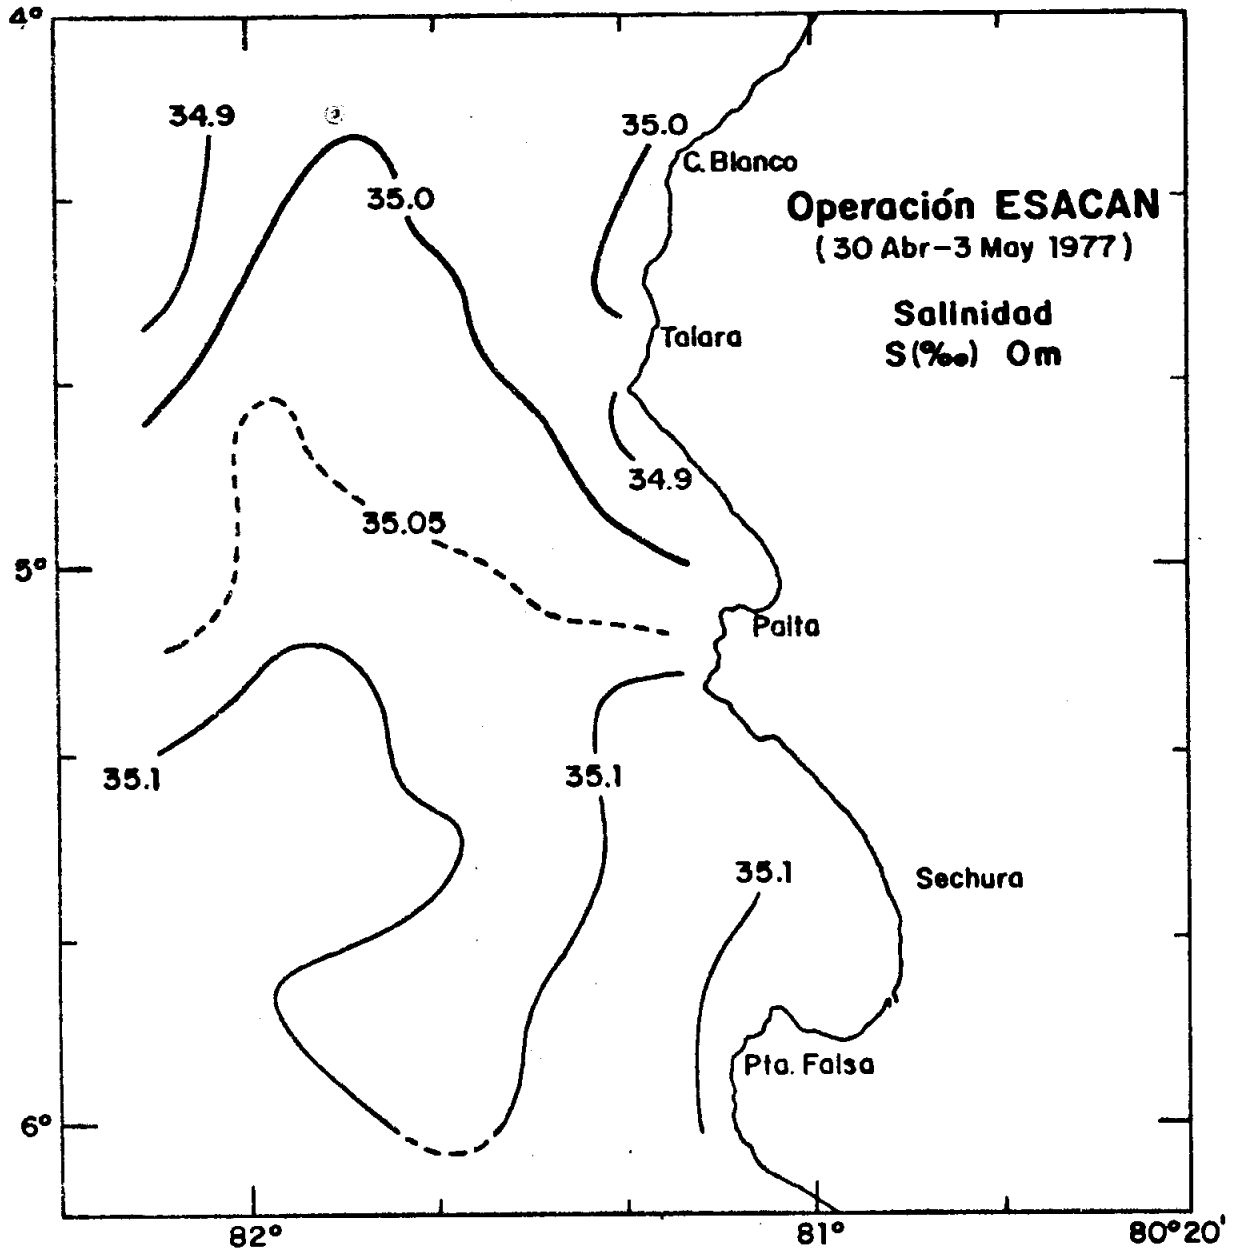 4°
34.9
35.0
C. Blanco
35.0
Operación ESACAN
(30 Abr-3 May 1977)
Salinidad
S(‰) 0m
Talara
34.9
35.05
5°
Paita
35.1
35.1
35.1
Sechura
Pta. Falsa
6°
82°
81°
80°20'